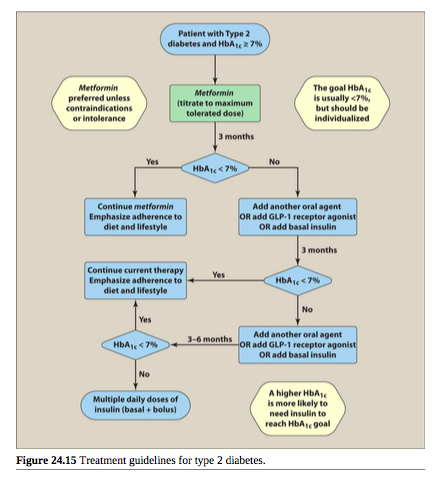 Patient with Type 2
diabetes and HbA1c ≥ 7%
Metformin
preferred unless
contraindications
or intolerance
Metformin
(titrate to maximum
tolerated dose)
The goal HbA1c
is usually <7%,
but should be
individualized
3 months
Yes
HbA1c < 7%
No
Continue metformin
Emphasize adherence to
diet and lifestyle
Add another oral agent
OR add GLP-1 receptor agonist
OR add basal insulin
3 months
Continue current therapy
Emphasize adherence to
diet and lifestyle
Yes
HbA1c < 7%
No
Yes
HbA1c < 7%
3–6 months
Add another oral agent
OR add GLP-1 receptor agonist
OR add basal insulin
No
Multiple daily doses of
insulin (basal + bolus)
A higher HbA1c
is more likely to
need insulin to
reach HbA1c goal
Figure 24.15 Treatment guidelines for type 2 diabetes.